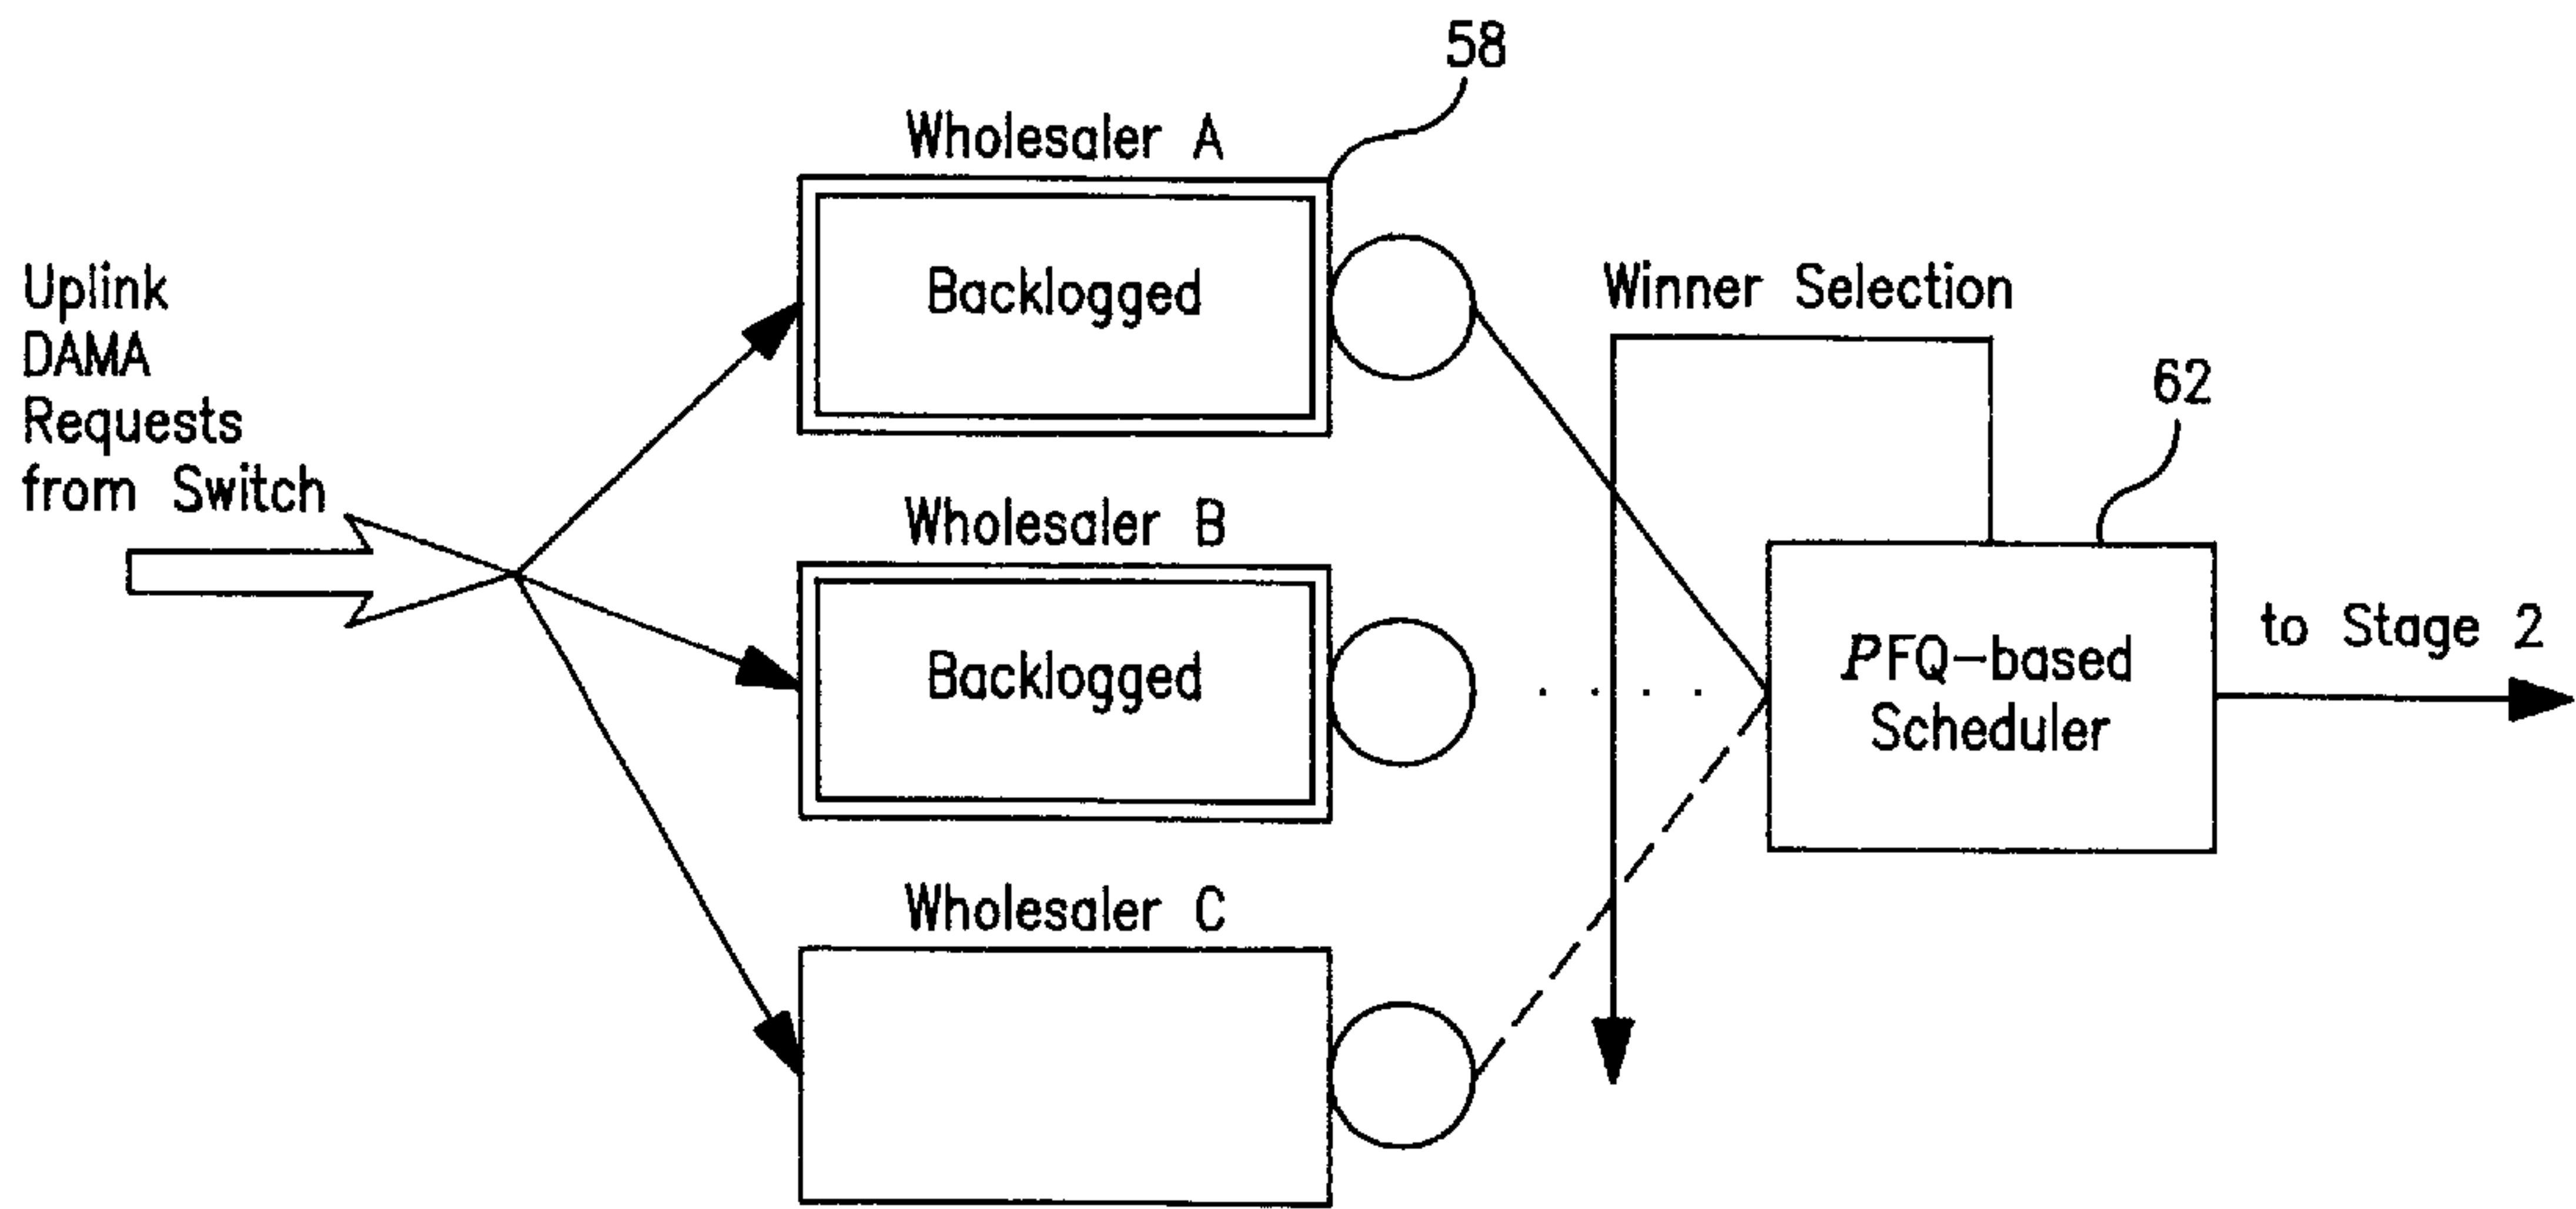 58
Wholesaler A
Uplink
DAMA
Requests
from Switch
Backlogged
Winner Selection
62
Wholesaler B
Backlogged
PFQ-based
Scheduler
to Stage 2
Wholesaler C